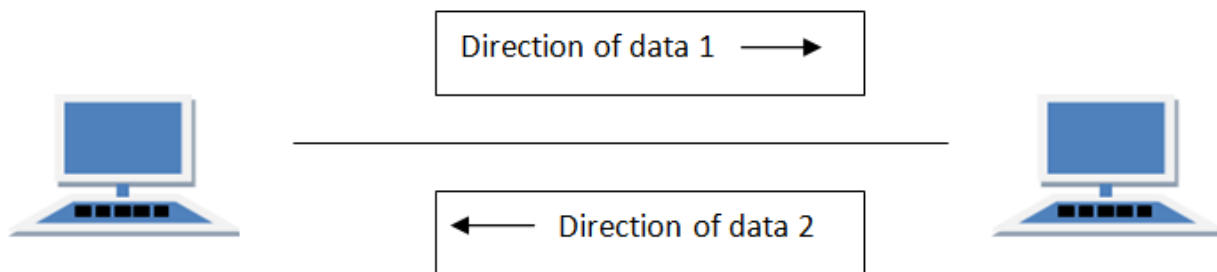 Direction of data 1
Direction of data 2